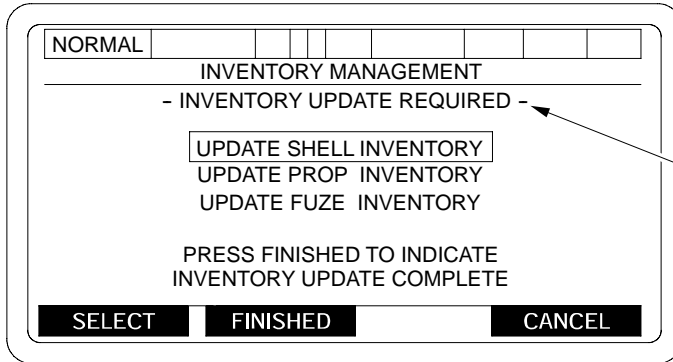 NORMAL
INVENTORY MANAGEMENT
- INVENTORY UPDATE REQUIRED -
UPDATE SHELL INVENTORY
UPDATE PROP INVENTORY
UPDATE FUZE INVENTORY
PRESS FINISHED TO INDICATE
INVENTORY UPDATE COMPLETE
SELECT FINISHED CANCEL